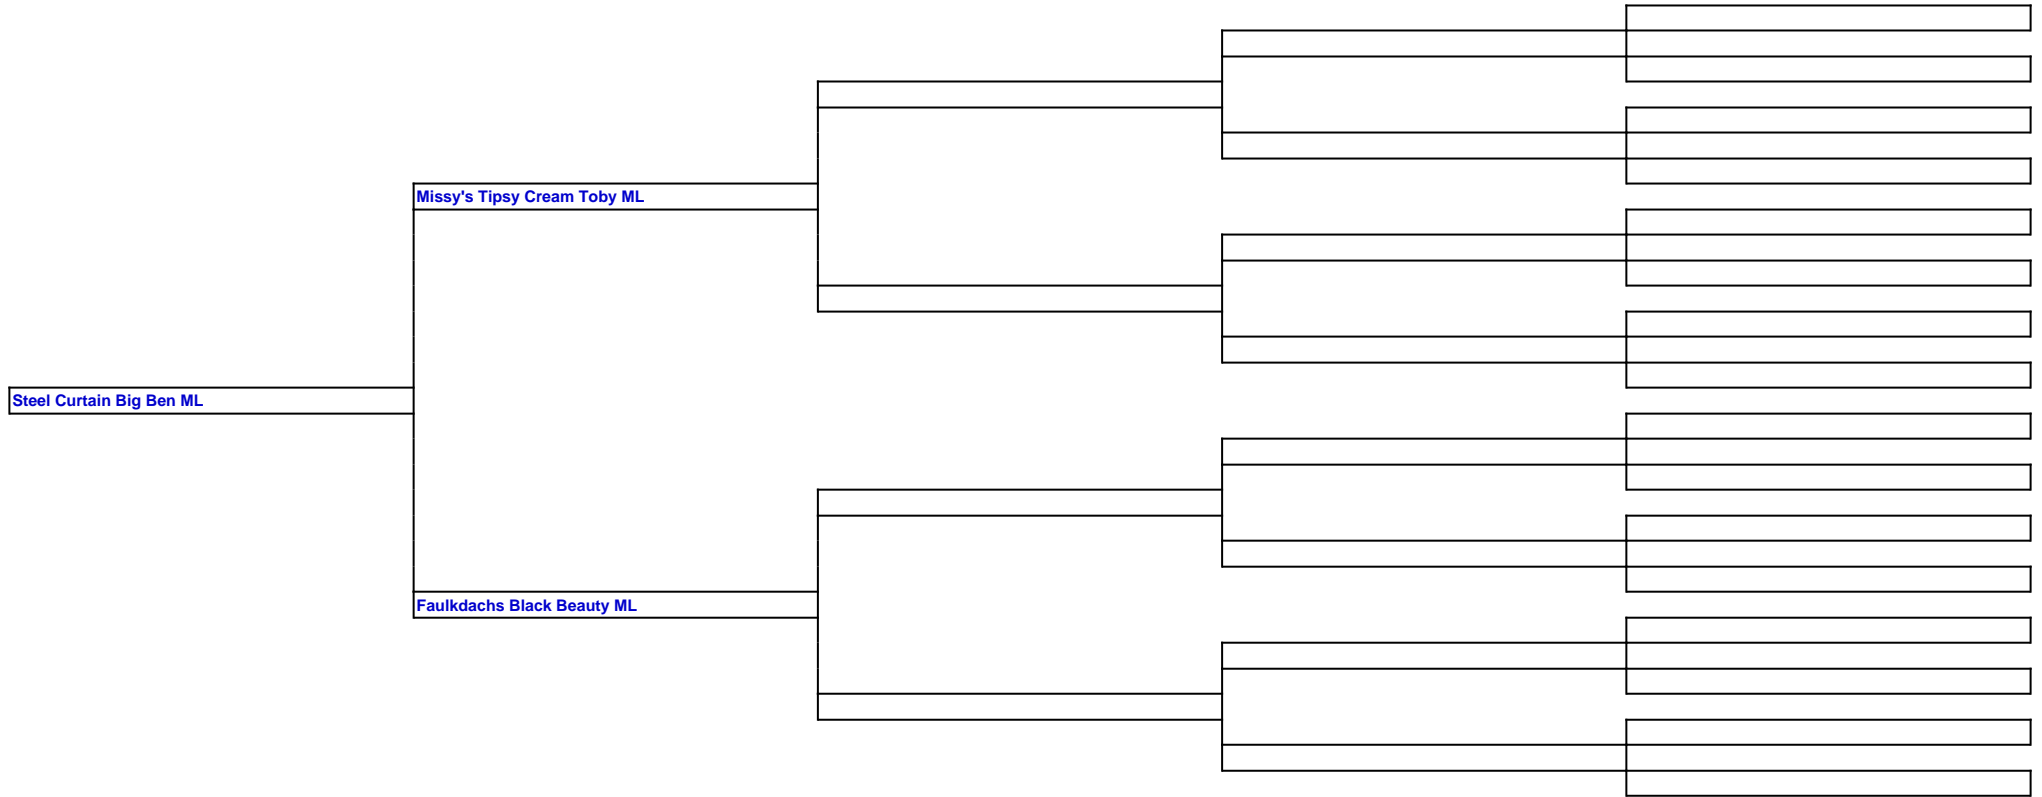 Missy's Tipsy Cream Toby ML
Steel Curtain Big Ben ML
Faulkdachs Black Beauty ML